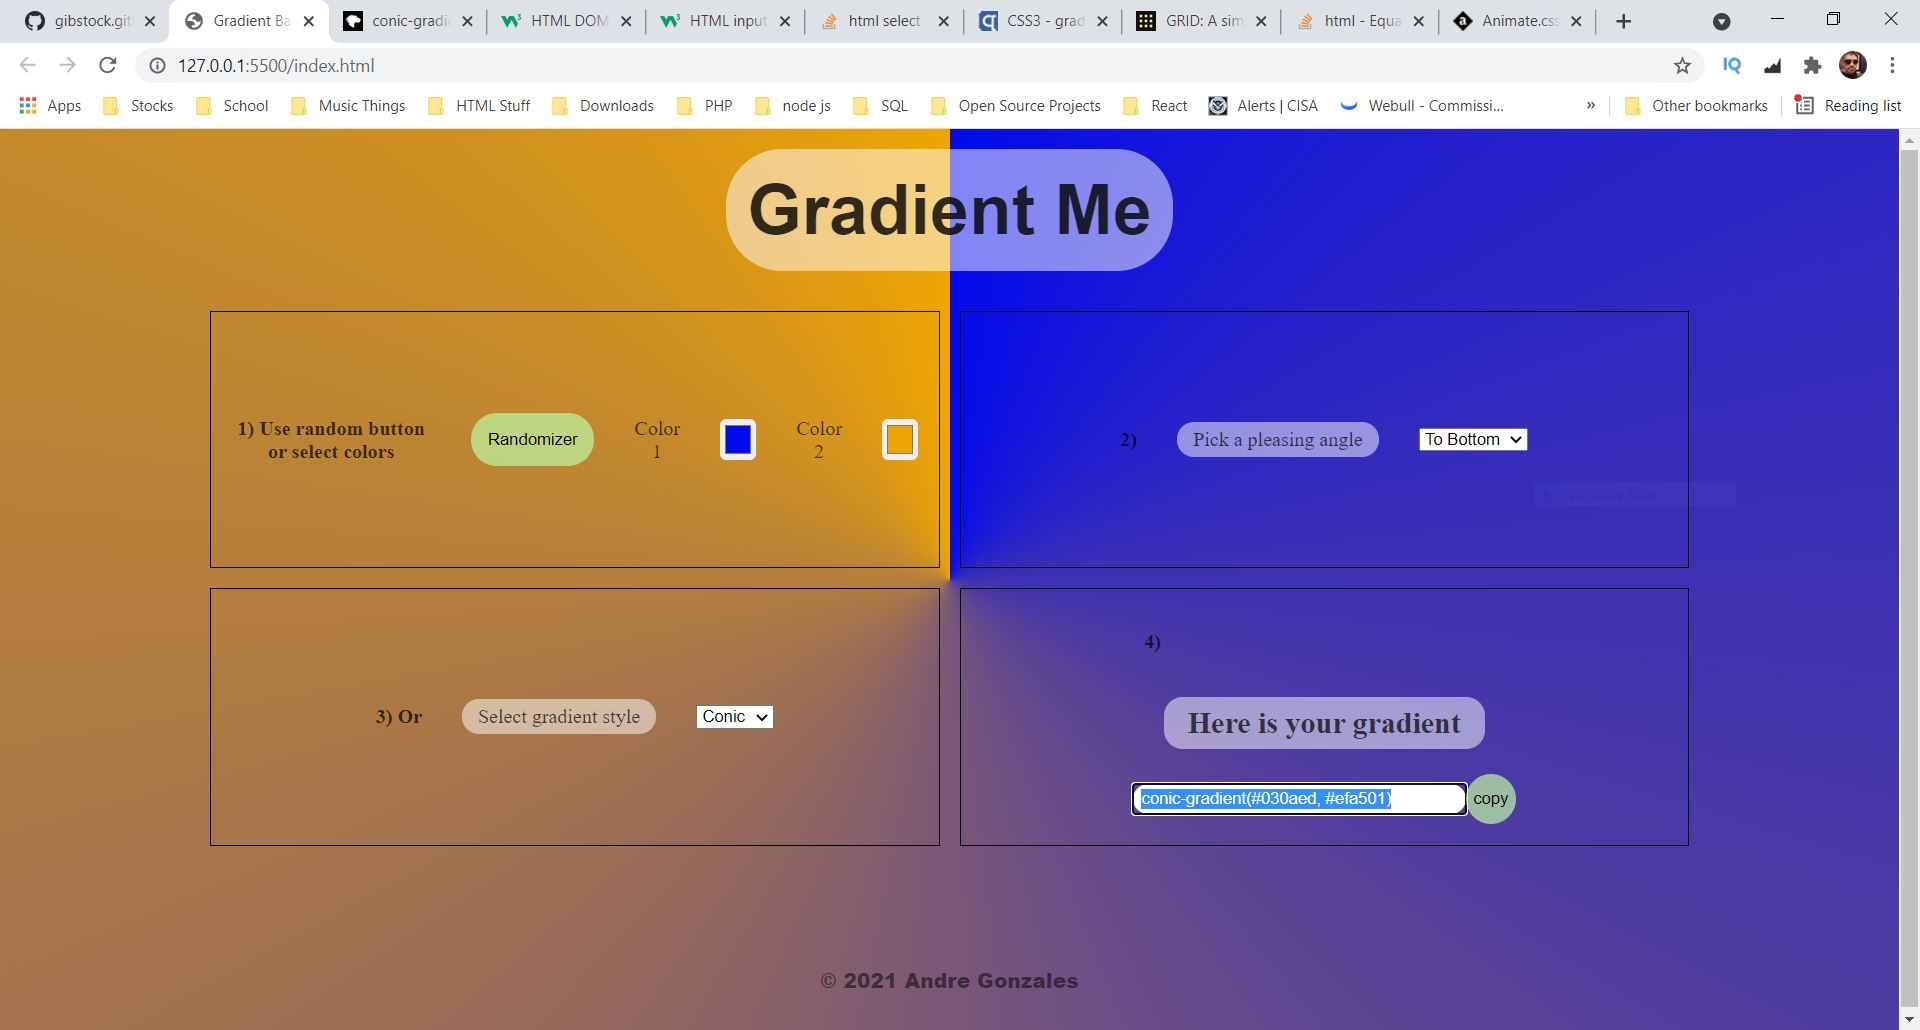 gibstock.git
Gradient Ba
conic-gradie
HTML DOM
HTML input
html select
CSS3 - grad
GRID: A sim
html - Equa
Animate.css
127.0.0.1:5500/index.html
IQ
Apps
Stocks
School
Music Things
HTML Stuff
Downloads
PHP
node js
SQL
Open Source Projects
React
Alerts | CISA
Webull - Commissi...
»
Other bookmarks
Reading list
Gradient Me
1) Use random button
or select colors
Randomizer
Color
1
Color
2
2)
Pick a pleasing angle
To Bottom
Window Snip
3) Or
Select gradient style
Conic
4)
Here is your gradient
conic-gradient(#030aed, #efa501)
copy
© 2021 Andre Gonzales